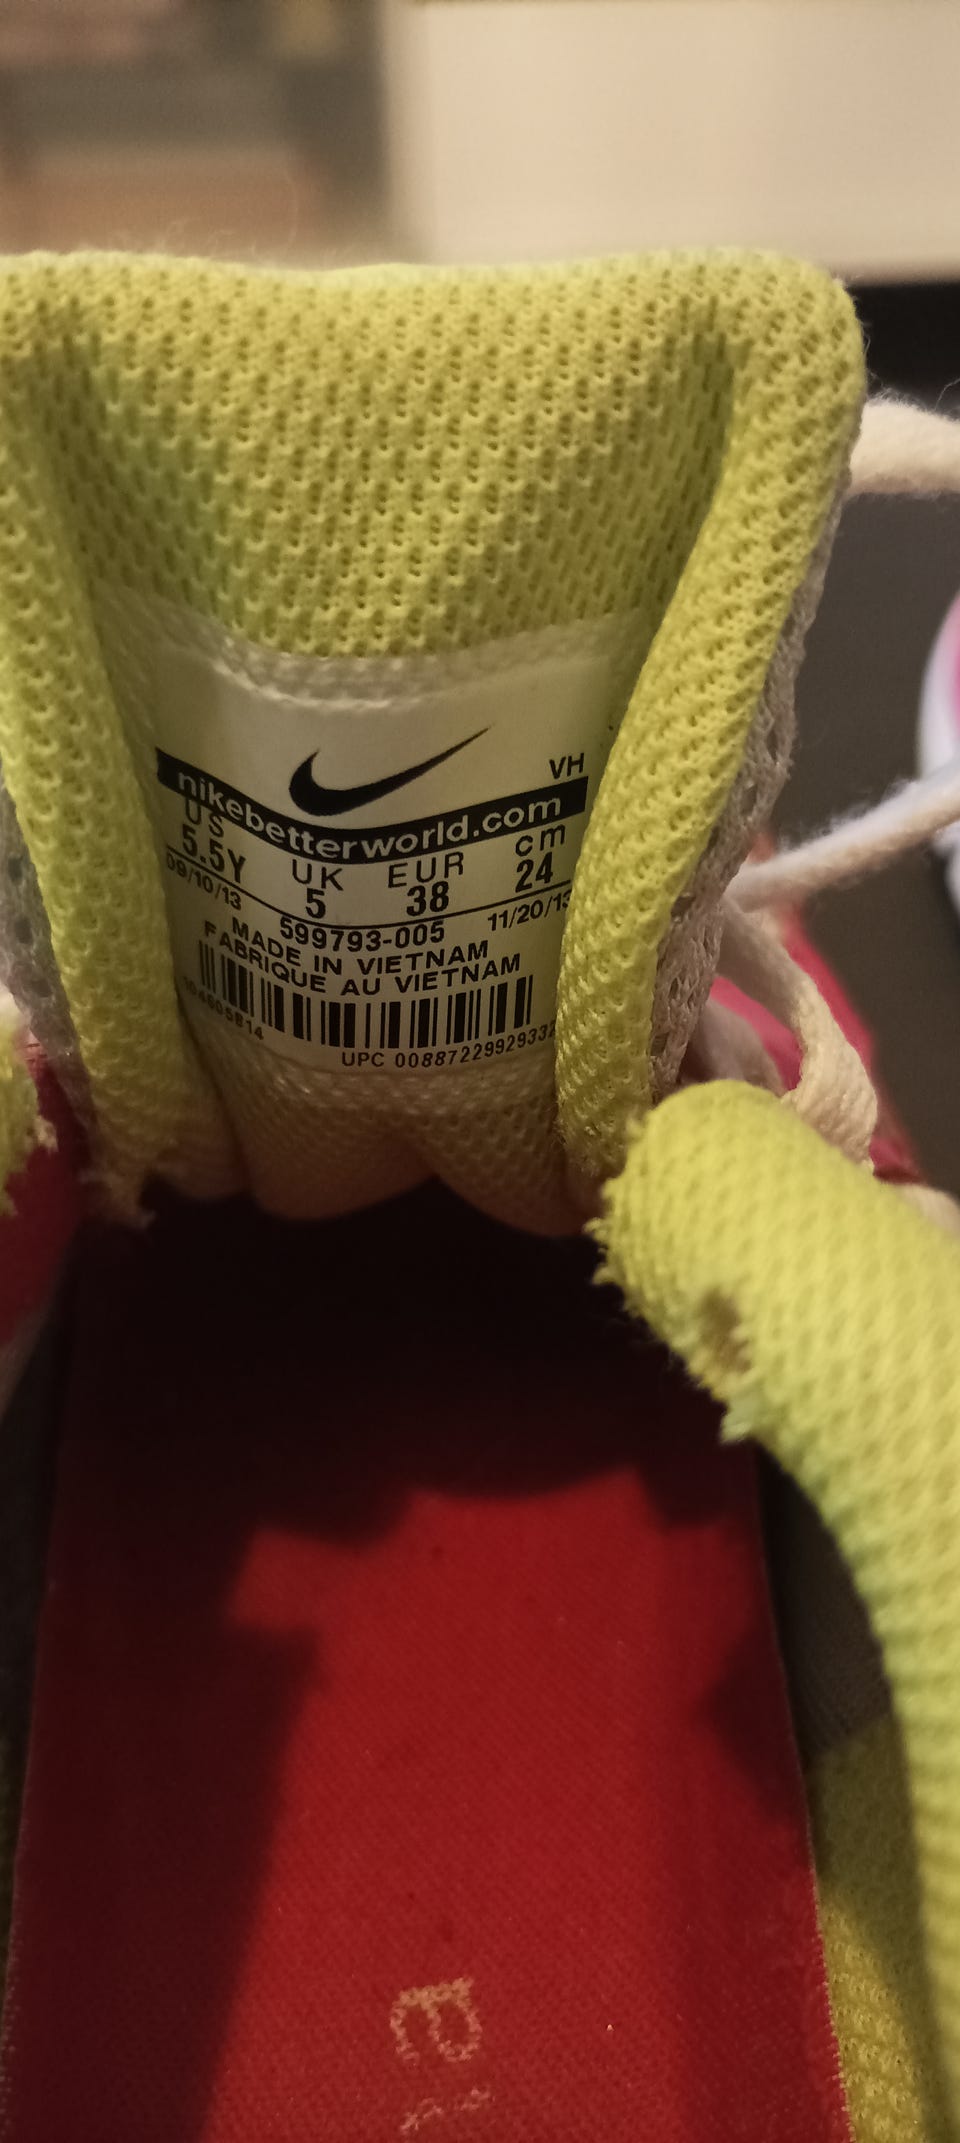 VH
nikebetterworld.com
US UK EUR cm
5.5Y 5 38 24
09/10/13 599793-005 11/20/13
MADE IN VIETNAM
FABRIQUE AU VIETNAM
UPC 00887229929332